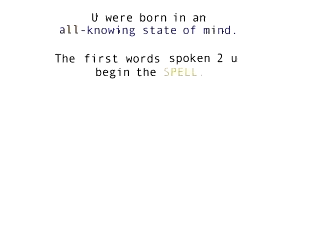 U were born in an
all-knowing state of mind.
The first words spoken 2 u
begin the SPELL.